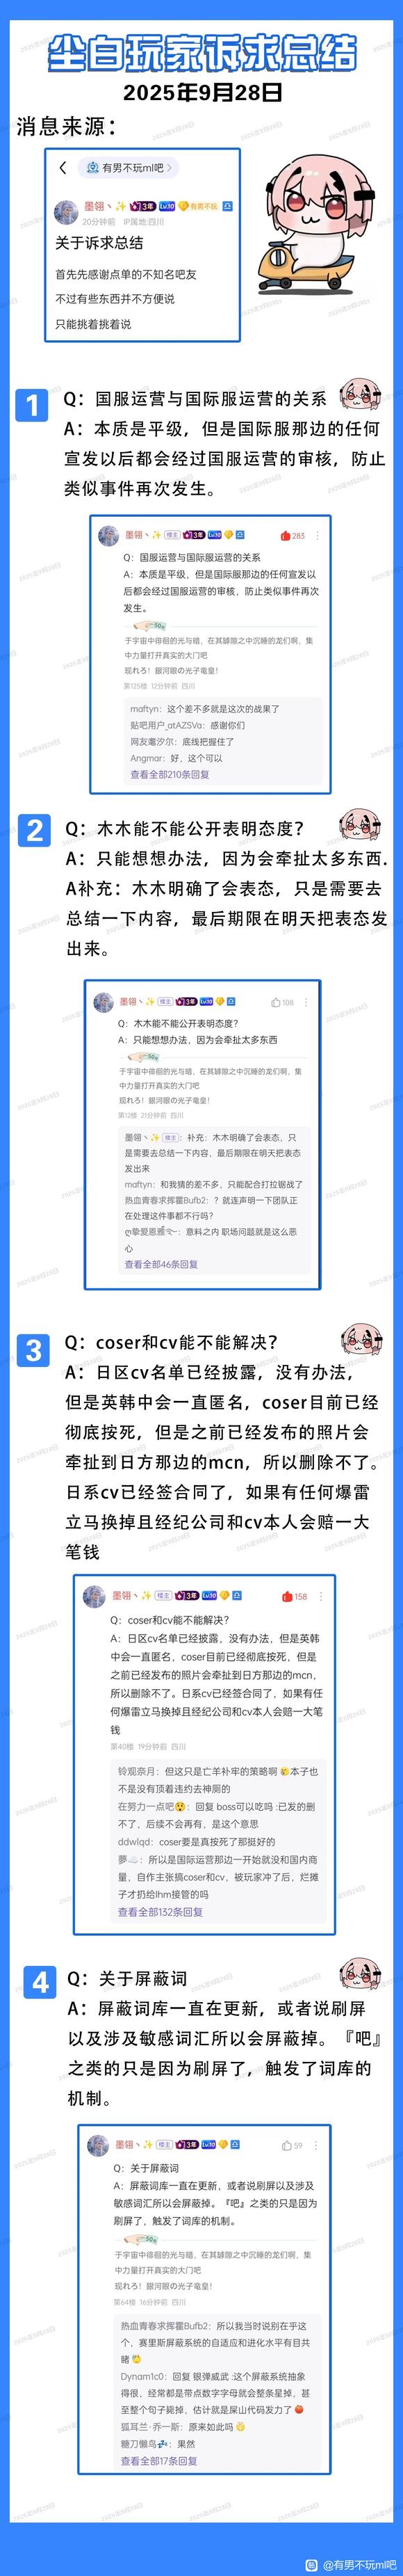 尘白玩家诉求总结
2025年9月28日
消息来源：
有男不玩ml吧
墨翎丶✨ 3年 Lv.10 有男不玩
20分钟前 IP属地:四川
关于诉求总结
首先先感谢点单的不知名吧友
不过有些东西并不方便说
只能挑着挑着说
1
Q：国服运营与国际服运营的关系
A：本质是平级，但是国际服那边的任何
宣发以后都会经过国服运营的审核，防止
类似事件再次发生。
墨翎丶✨ 楼主 3年 Lv.10 283
Q：国服运营与国际服运营的关系
A：本质是平级，但是国际服那边的任何宣发以
后都会经过国服运营的审核，防止类似事件再次
发生。
于宇宙中徘徊的光与暗，在其罅隙之中沉睡的龙们啊，集
中力量打开真实的大门吧
现れろ！銀河眼の光子竜皇！
第125楼 12分钟前 四川
maftyn：这个差不多就是这次的战果了
贴吧用户_atAZSVa：感谢你们
网友毫汐尔：底线把握住了
Angmar：好，这个可以
查看全部210条回复
2
Q：木木能不能公开表明态度？
A：只能想想办法，因为会牵扯太多东西.
A补充：木木明确了会表态，只是需要去
总结一下内容，最后期限在明天把表态发
出来。
墨翎丶✨ 楼主 3年 Lv.10 108
Q：木木能不能公开表明态度？
A：只能想想办法，因为会牵扯太多东西
于宇宙中徘徊的光与暗，在其罅隙之中沉睡的龙们啊，集
中力量打开真实的大门吧
现れろ！銀河眼の光子竜皇！
第12楼 21分钟前 四川
墨翎丶✨ 楼主：补充：木木明确了会表态，只
是需要去总结一下内容，最后期限在明天把表态
发出来
maftyn：和我猜的差不多，只能配合打拉锯战了
热血青春求挥霍Bufb2：？就连声明一下团队正
在处理这件事都不行吗？
意料之内 职场问题就是这么恶
心
查看全部46条回复
3
Q：coser和cv能不能解决？
A：日区cv名单已经披露，没有办法，
但是英韩中会一直匿名，coser目前已经
彻底按死，但是之前已经发布的照片会
牵扯到日方那边的mcn，所以删除不了。
日系cv已经签合同了，如果有任何爆雷
立马换掉且经纪公司和cv本人会赔一大
笔钱
墨翎丶✨ 楼主 3年 Lv.10 158
Q：coser和cv能不能解决？
A：日区cv名单已经披露，没有办法，但是英韩
中会一直匿名，coser目前已经彻底按死，但是
之前已经发布的照片会牵扯到日方那边的mcn，
所以删除不了。日系cv已经签合同了，如果有任
何爆雷立马换掉且经纪公司和cv本人会赔一大笔
钱
第40楼 19分钟前 四川
铃观奈月：但这只是亡羊补牢的策略啊 本子也
不是没有顶着违约去神厕的
在努力一点吧😲：回复 boss可以吃吗 :已发的删
不了，后续不会再有，是这个意思
ddwlqd：coser要是真按死了那挺好的
夢☁️：所以是国际运营那边一开始就没和国内商
量，自作主张搞coser和cv，被玩家冲了后，烂摊
子才扔给lhm接管的吗
查看全部132条回复
4
Q：关于屏蔽词
A：屏蔽词库一直在更新，或者说刷屏
以及涉及敏感词汇所以会屏蔽掉。『吧』
之类的只是因为刷屏了，触发了词库的
机制。
墨翎丶✨ 楼主 3年 Lv.10 59
Q：关于屏蔽词
A：屏蔽词库一直在更新，或者说刷屏以及涉及
敏感词汇所以会屏蔽掉。『吧』之类的只是因为
刷屏了，触发了词库的机制。
于宇宙中徘徊的光与暗，在其罅隙之中沉睡的龙们啊，集
中力量打开真实的大门吧
现れろ！銀河眼の光子竜皇！
第64楼 16分钟前 四川
热血青春求挥霍Bufb2：所以我当时说别在乎这
个，赛里斯屏蔽系统的自适应和进化水平有目共
睹
Dynam1c0：回复 银弹威武 :这个屏蔽系统抽象
得很，经常都是带点数字字母就会整条星掉，甚
至整个句子毙掉，估计就是屎山代码发力了
狐耳兰·乔一斯：原来如此吗
糖刀懒鸟💤：果然
查看全部17条回复
@有男不玩ml吧